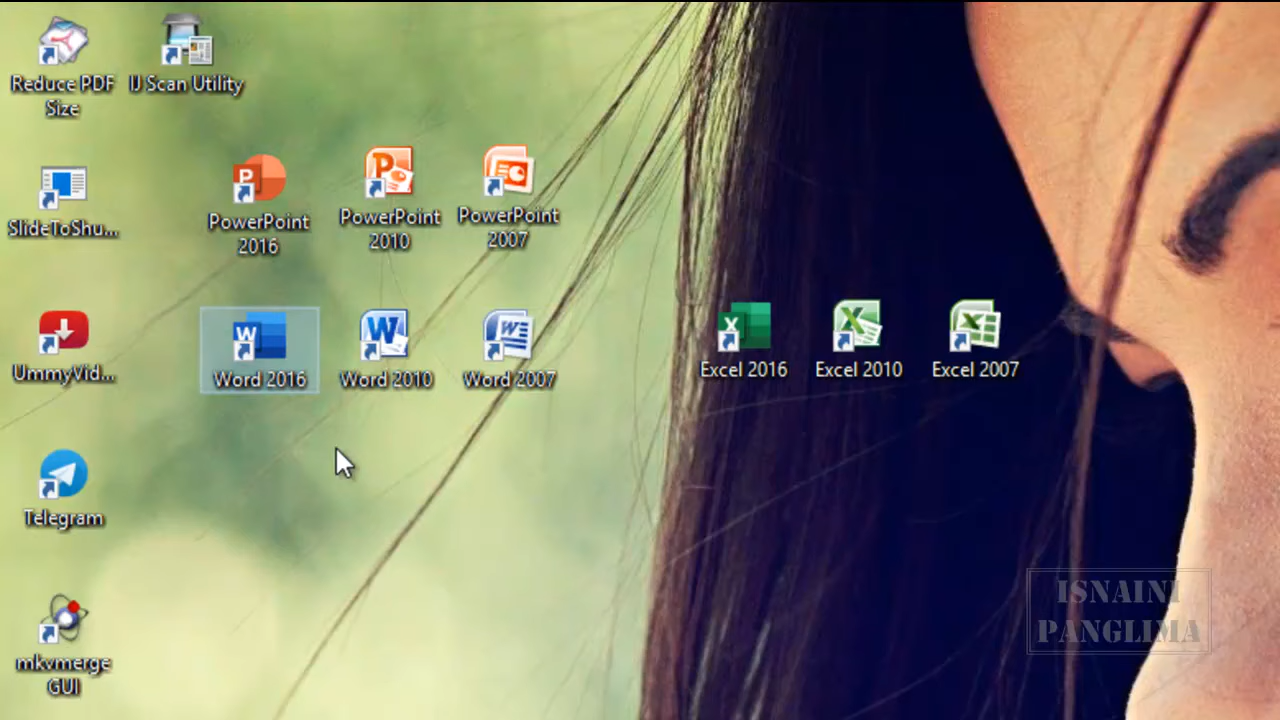 Reduce PDF
Size
IJ Scan Utility
SlideToShu...
UmmyVid...
Telegram
mkvmerge
GUI
PowerPoint
2016
PowerPoint
2010
PowerPoint
2007
Word 2016
Word 2010
Word 2007
Excel 2016
Excel 2010
Excel 2007
ISNAINI
PANGLIMA